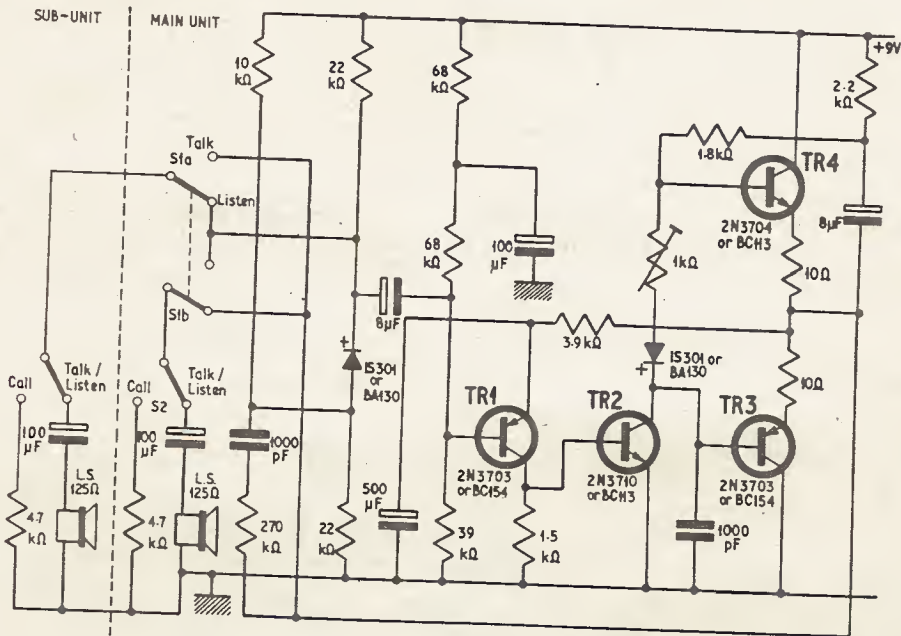 SUB-UNIT
MAIN UNIT
+9V
10
kΩ
22
kΩ
68
kΩ
2·2
kΩ
Talk
S1a
Listen
1.8kΩ
TR4
2N3704
or BCH3
8µF
68
kΩ
100
µF
1kΩ
10Ω
S1b
8µF
3.9kΩ
Call
Talk/
Listen
Call
S2
Talk/
Listen
IS301
or
BA130
IS301 or
BA130
10Ω
TR1
TR2
TR3
100
µF
100
µF
1000
pF
2N3703
or BC154
2N3710
or BCH3
2N3703
or BC154
L.S.
125Ω
L.S.
125Ω
500
µF
4.7
kΩ
4.7
kΩ
270
kΩ
22
kΩ
39
kΩ
1.5
kΩ
1000
pF